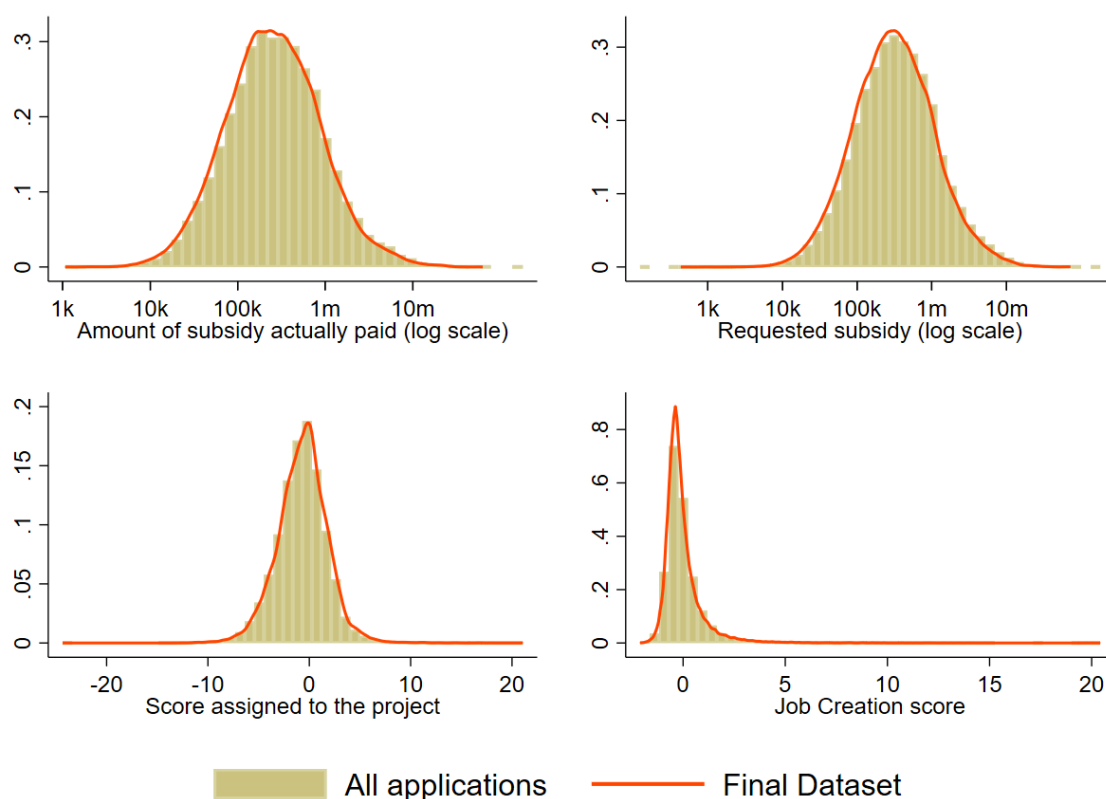 .3
.2
.1
0
1k 10k 100k 1m 10m
Amount of subsidy actually paid (log scale)
.3
.2
.1
0
1k 10k 100k 1m 10m
Requested subsidy (log scale)
.2
.15
.1
.05
0
-20 -10 0 10 20
Score assigned to the project
.8
.6
.4
.2
0
0 5 10 15 20
Job Creation score
All applications Final Dataset